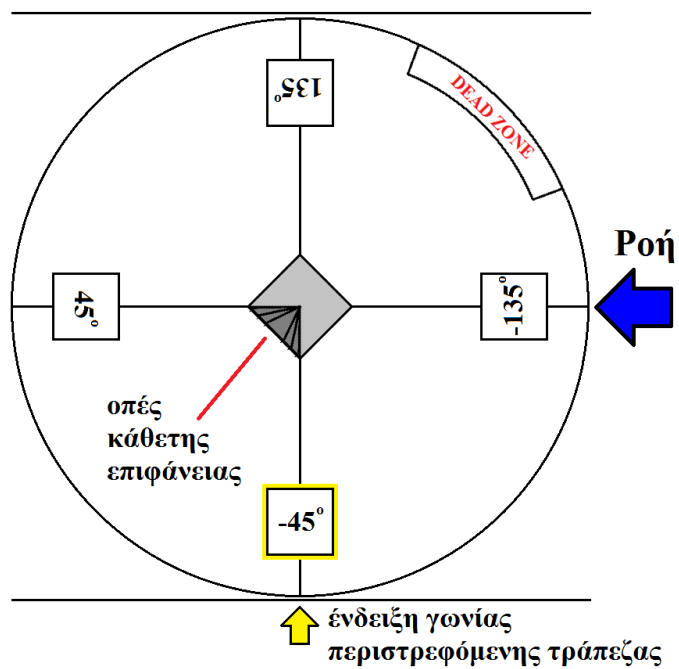 135°
DEAD ZONE
Ροή
45°
-135°
οπές
κάθετης
επιφάνειας
-45°
ένδειξη γωνίας
περιστρεφόμενης τράπεζας